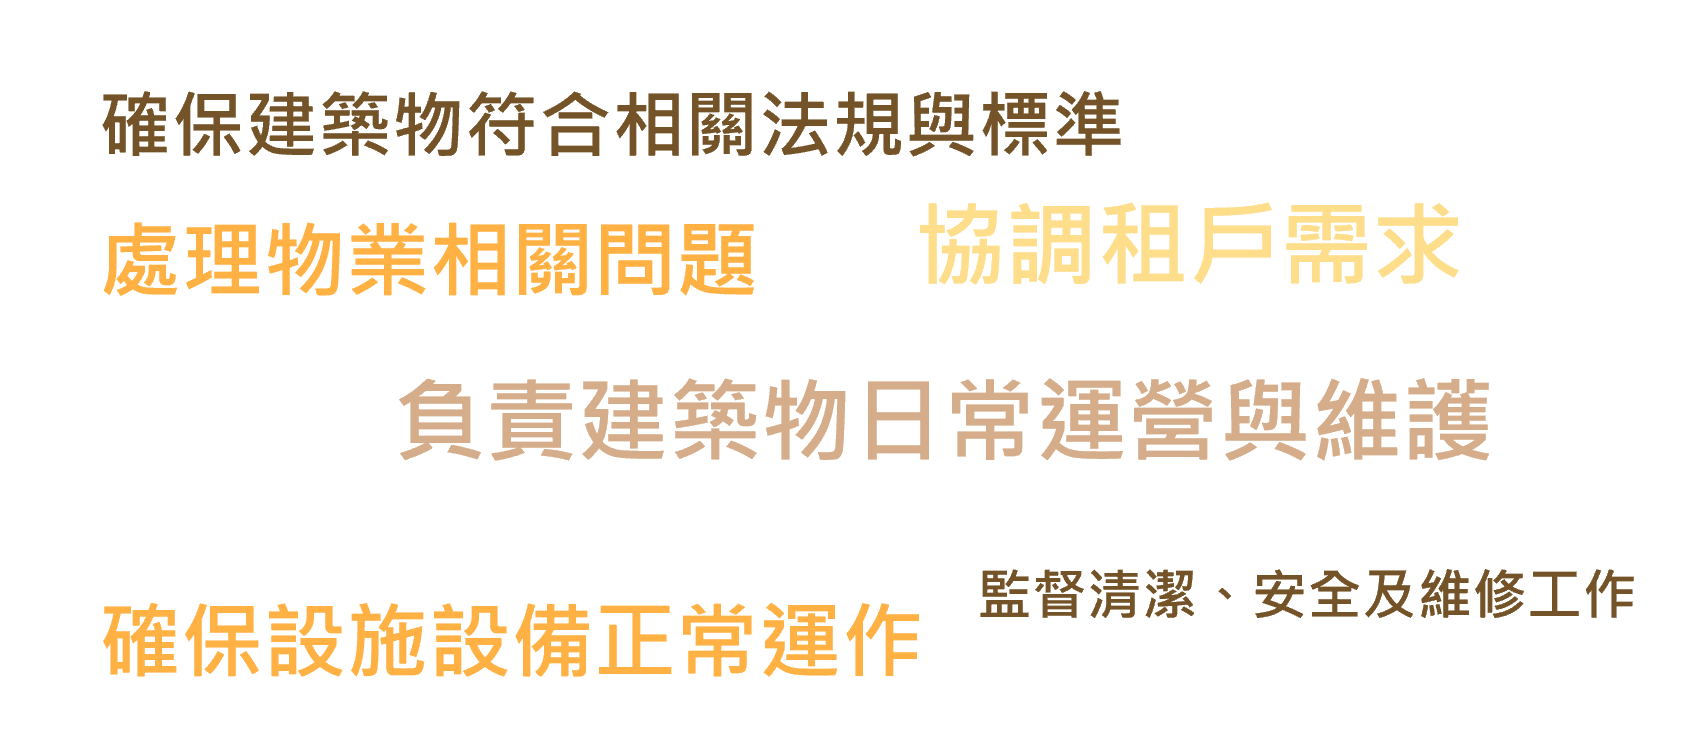 確保建築物符合相關法規與標準
處理物業相關問題
協調租戶需求
負責建築物日常運營與維護
監督清潔、安全及維修工作
確保設施設備正常運作